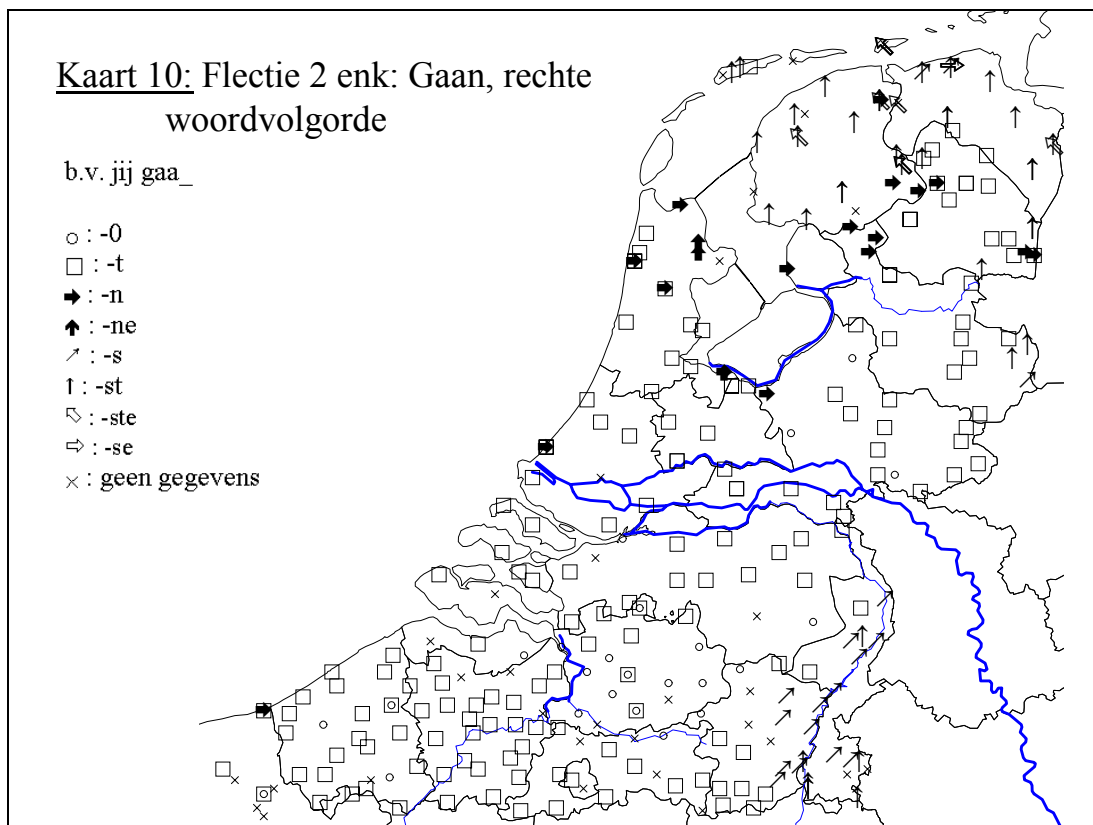 Kaart 10: Flectie 2 enk: Gaan, rechte
woordvolgorde
b.v. jij gaa_
: -0
: -t
: -n
: -ne
: -s
: -st
: -ste
: -se
: geen gegevens